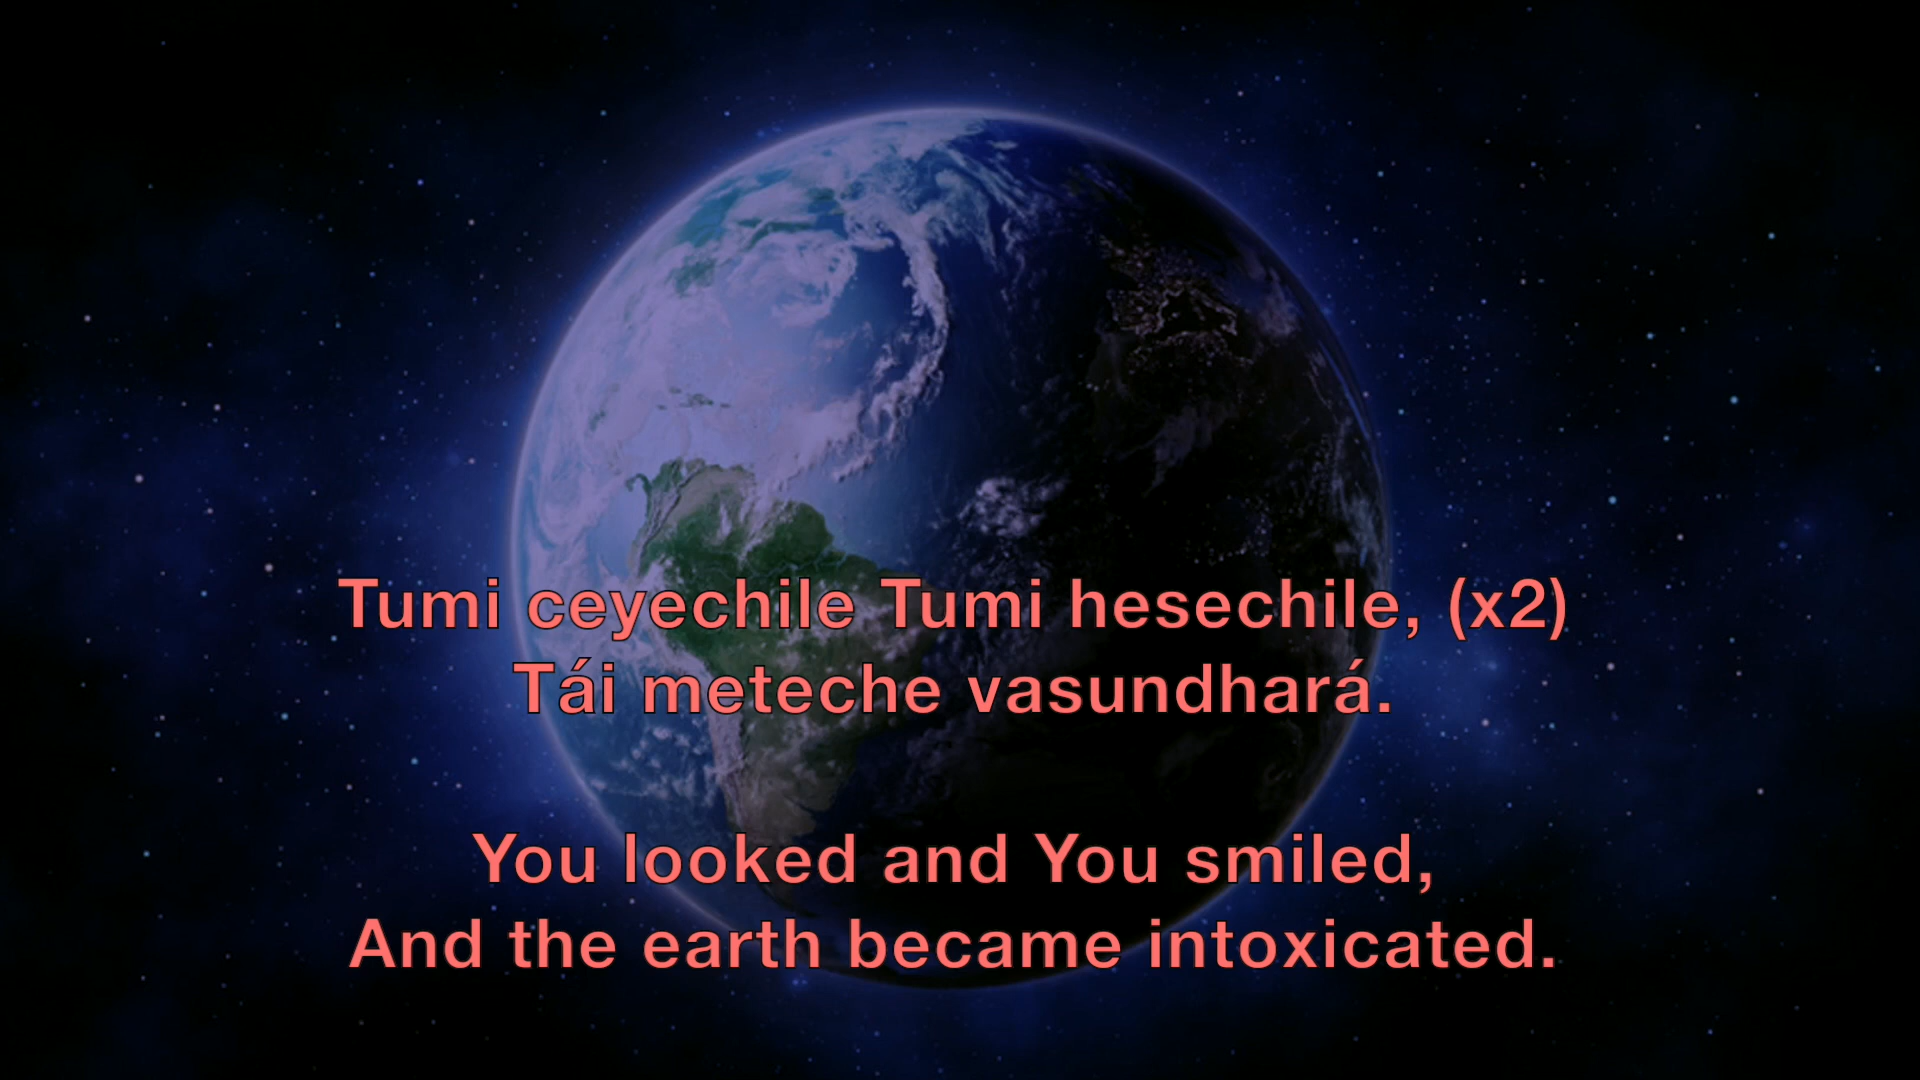 Tumi ceyechile Tumi hesechile, (x2)
Tái meteche vasundhará.
You looked and You smiled,
And the earth became intoxicated.